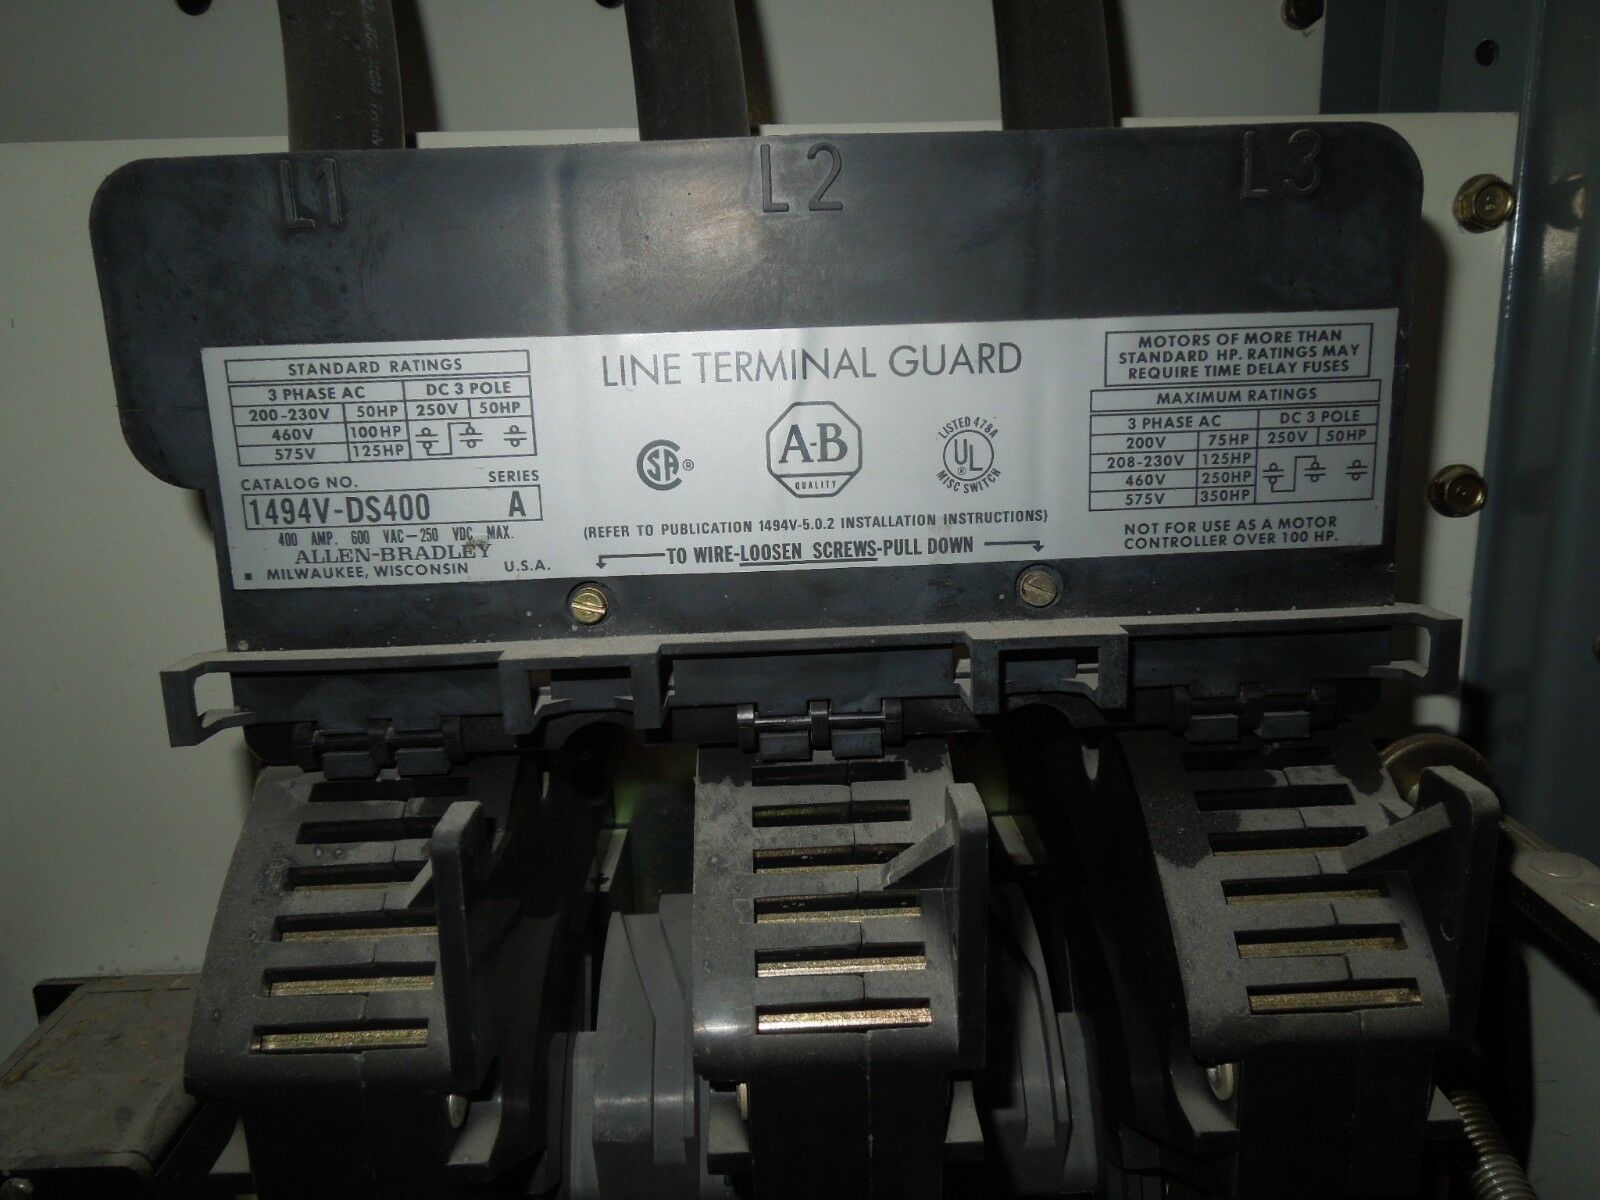 L1 L2 L3
STANDARD RATINGS
3 PHASE AC DC 3 POLE
200-230V 50HP 250V 50HP
460V 100HP
575V 125HP
CATALOG NO. SERIES
1494V-DS400 A
400 AMP. 600 VAC-250 VDC MAX.
ALLEN-BRADLEY
MILWAUKEE, WISCONSIN U.S.A.
LINE TERMINAL GUARD
CSA ®
A-B
QUALITY
LISTED 478A
UL
®
MISC SWITCH
(REFER TO PUBLICATION 1494V-5.0.2 INSTALLATION INSTRUCTIONS)
TO WIRE-LOOSEN SCREWS-PULL DOWN
MOTORS OF MORE THAN
STANDARD HP. RATINGS MAY
REQUIRE TIME DELAY FUSES
MAXIMUM RATINGS
3 PHASE AC DC 3 POLE
200V 75HP 250V 50HP
208-230V 125HP
460V 250HP
575V 350HP
NOT FOR USE AS A MOTOR
CONTROLLER OVER 100 HP.